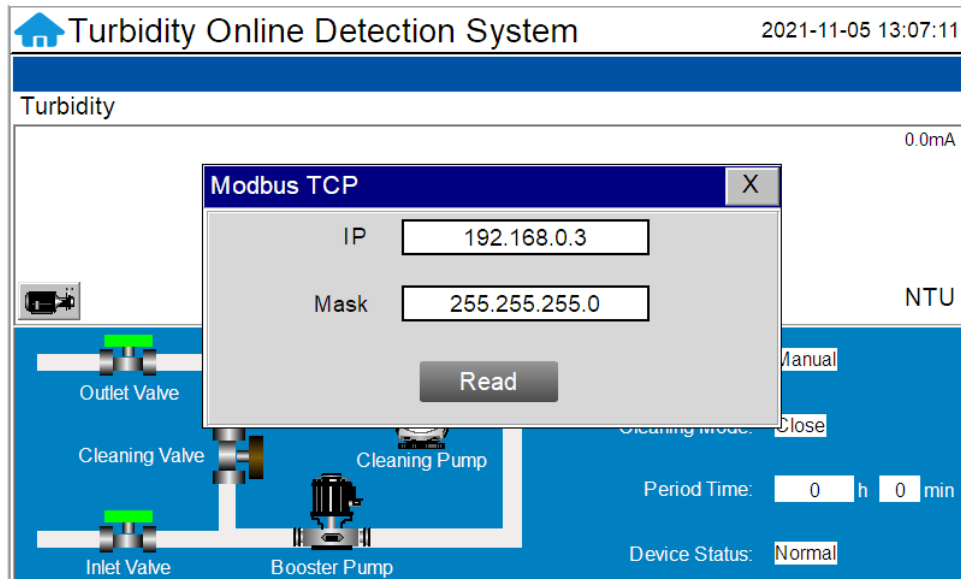 Turbidity Online Detection System 2021-11-05 13:07:11
Turbidity
0.0mA
Modbus TCP X
IP 192.168.0.3
Mask 255.255.255.0
NTU
Read
Manual
Outlet Valve
Cleaning Mode: Close
Cleaning Valve Cleaning Pump
Period Time: 0 h 0 min
Device Status: Normal
Inlet Valve Booster Pump